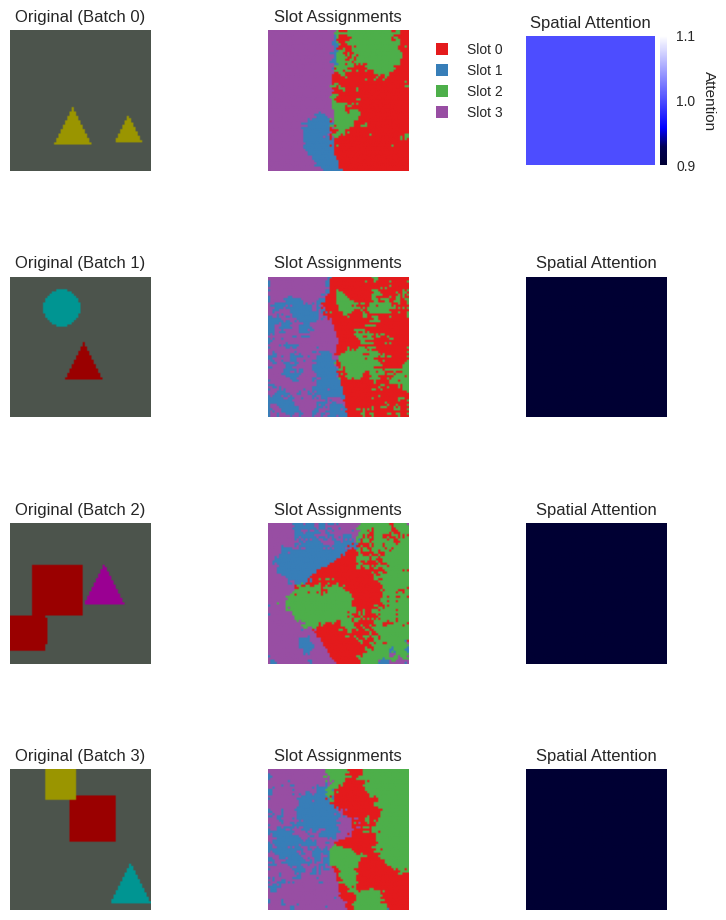 Original (Batch 0)
Slot Assignments
Slot 0
Slot 1
Slot 2
Slot 3
Spatial Attention
1.1
1.0
0.9
Attention
Original (Batch 1)
Slot Assignments
Spatial Attention
Original (Batch 2)
Slot Assignments
Spatial Attention
Original (Batch 3)
Slot Assignments
Spatial Attention